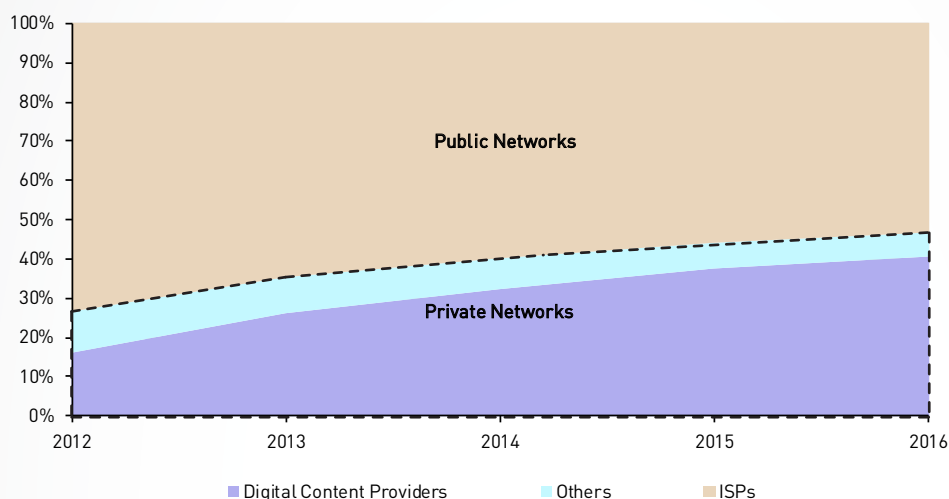 100%
90%
80%
70%
Public Networks
60%
50%
40%
30%
Private Networks
20%
10%
0%
2012 2013 2014 2015 2016
Digital Content Providers Others ISPs